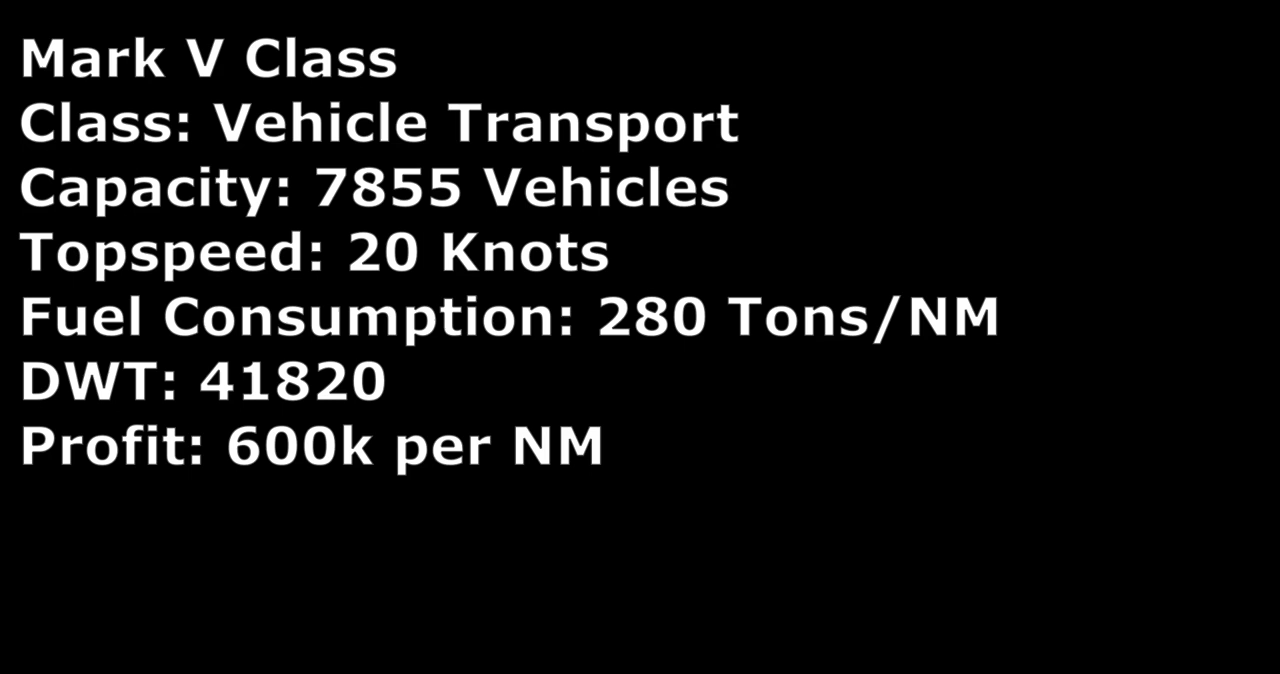 Mark V Class
Class: Vehicle Transport
Capacity: 7855 Vehicles
Topspeed: 20 Knots
Fuel Consumption: 280 Tons/NM
DWT: 41820
Profit: 600k per NM